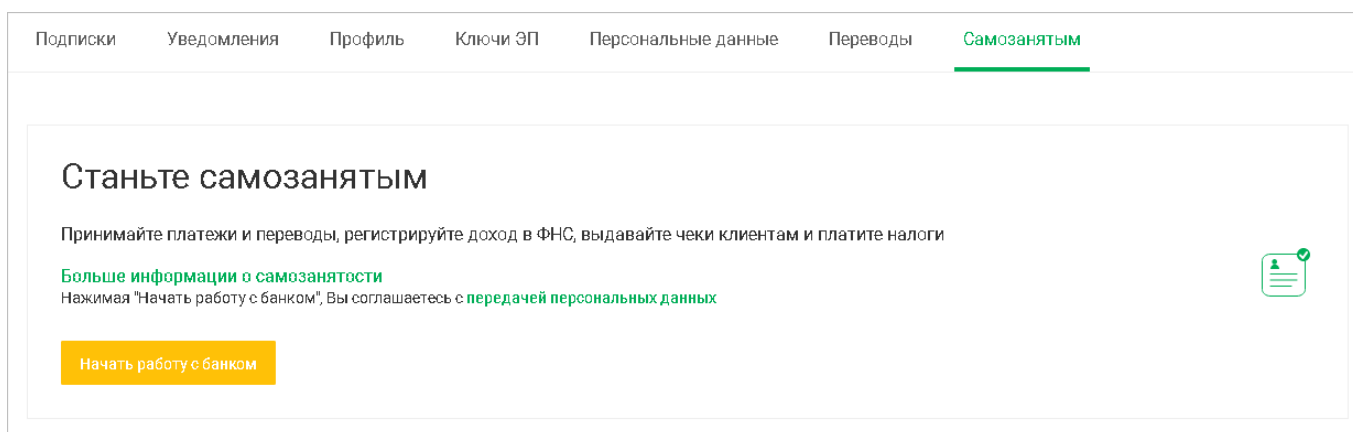 Подписки Уведомления Профиль Ключи ЭП Персональные данные Переводы Самозанятым
Станьте самозанятым
Принимайте платежи и переводы, регистрируйте доход в ФНС, выдавайте чеки клиентам и платите налоги
Больше информации о самозанятости
Нажимая "Начать работу с банком", Вы соглашаетесь с передачей персональных данных
Начать работу с банком